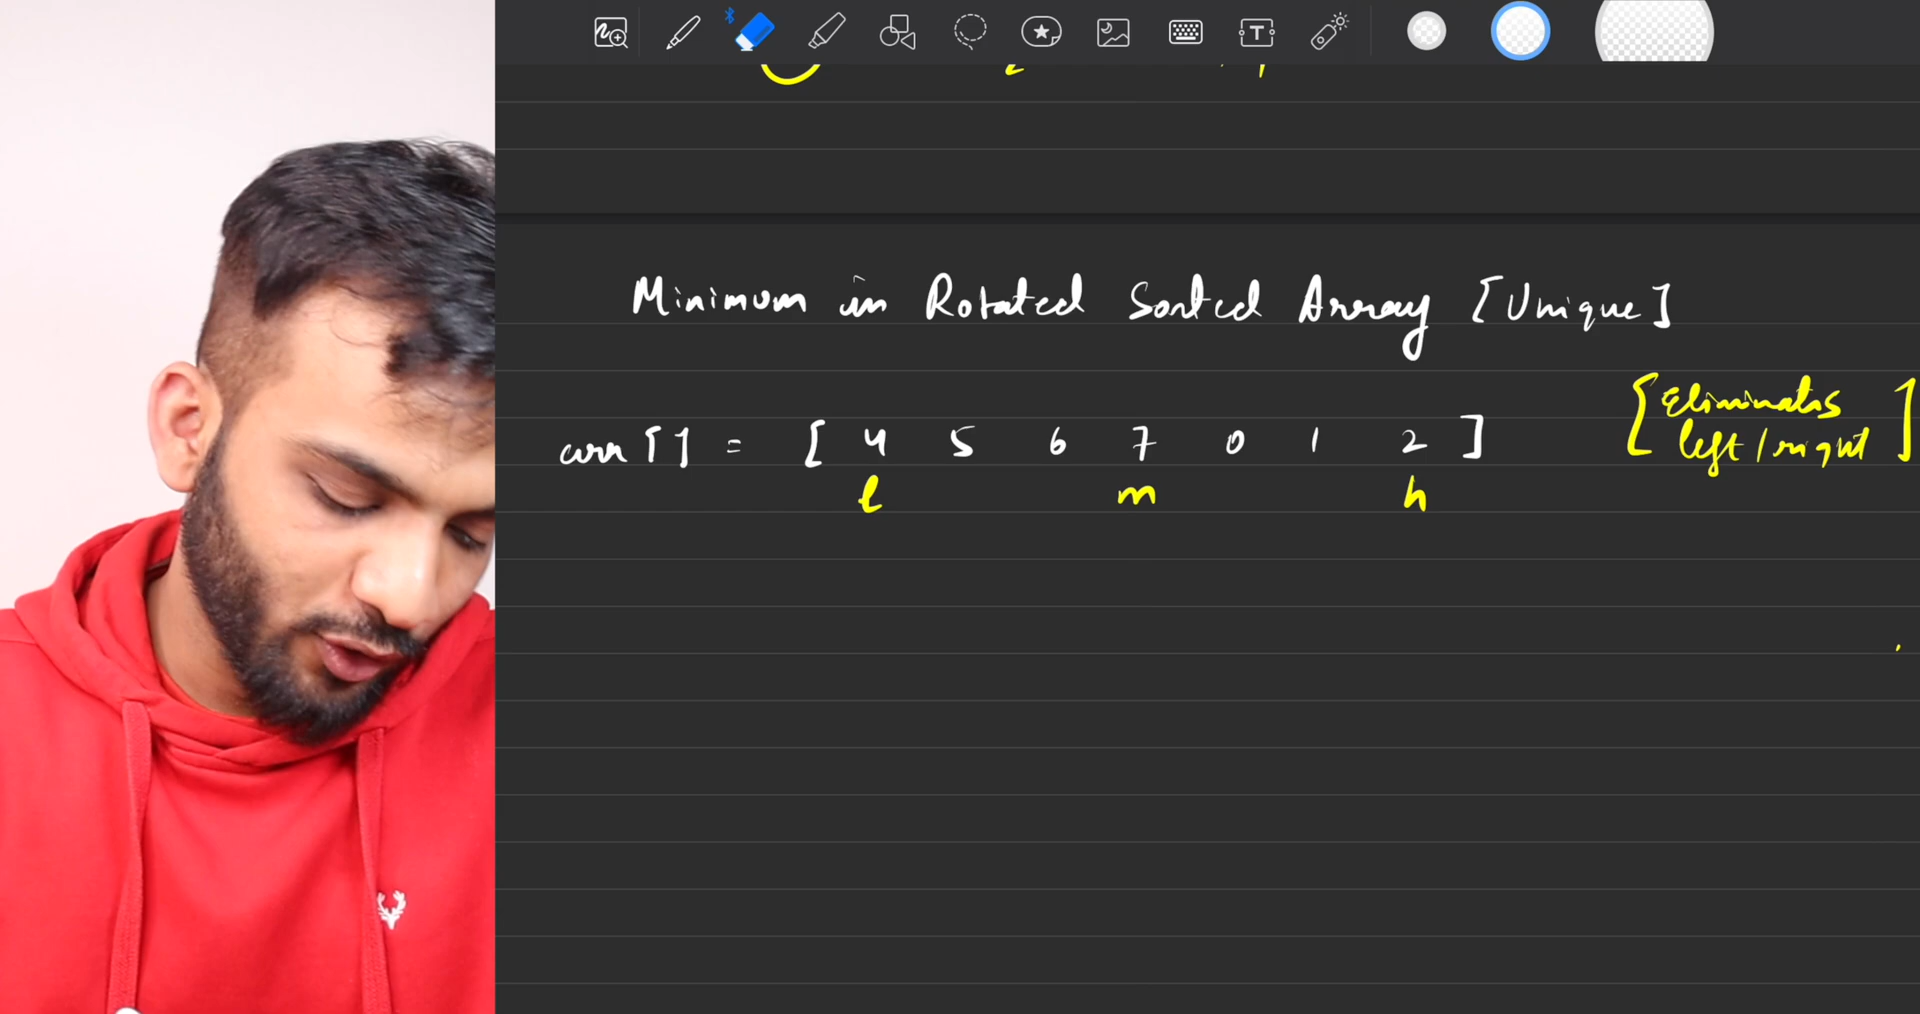 Minimum in Rotated Sorted Array [Unique]
arr[] = [ 4 5 6 7 0 1 2 ]
l m h
[Eliminates
left/right]